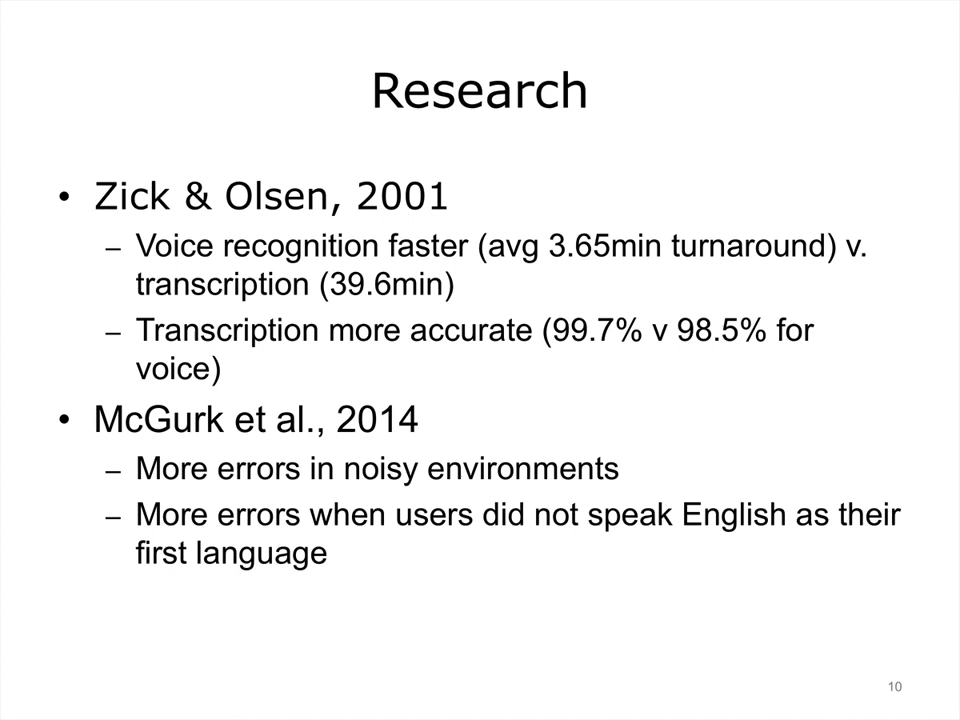 Research
• Zick & Olsen, 2001
– Voice recognition faster (avg 3.65min turnaround) v.
transcription (39.6min)
– Transcription more accurate (99.7% v 98.5% for
voice)
• McGurk et al., 2014
– More errors in noisy environments
– More errors when users did not speak English as their
first language
10